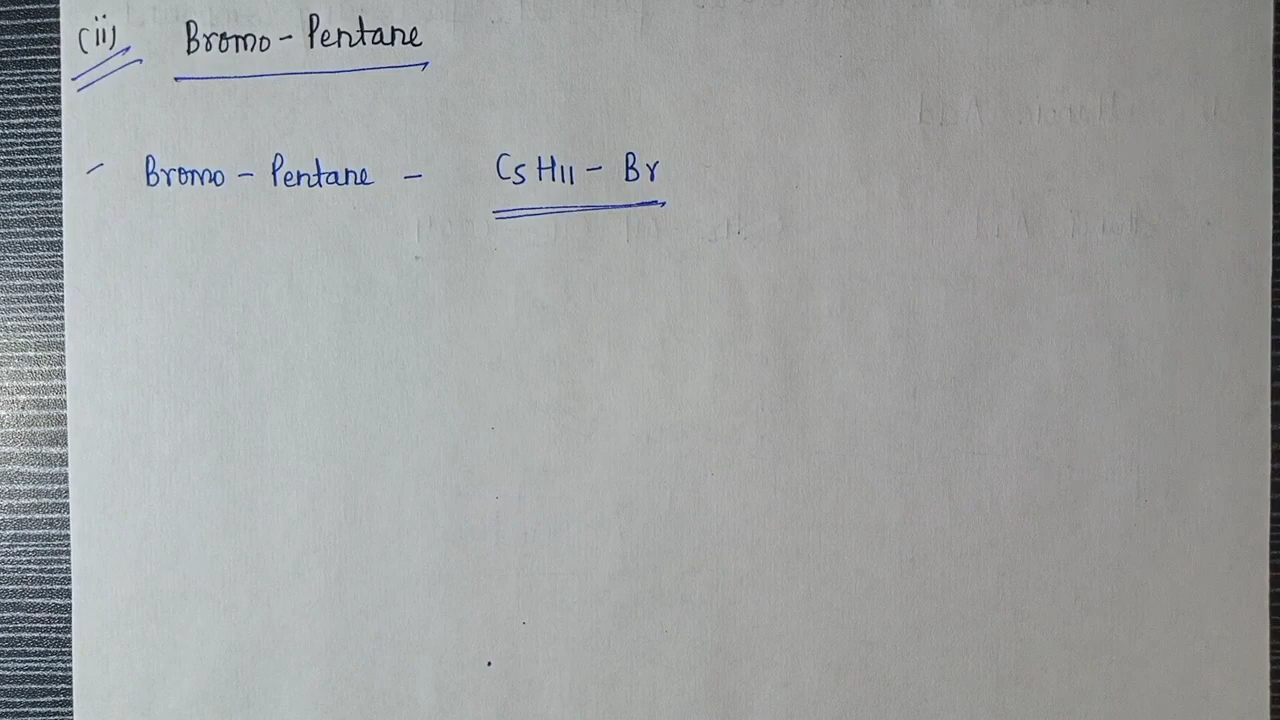 (ii) Bromo - Pentane
- Bromo - Pentane - C5H11 - Br